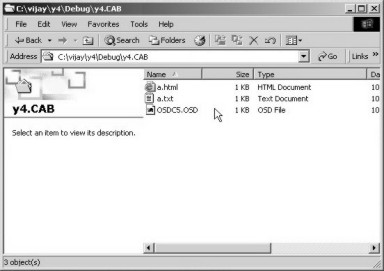 C:\vijay\y4\Debug\y4.CAB
File Edit View Favorites Tools Help
Back Search Folders
Address C:\vijay\y4\Debug\y4.CAB Go Links »
Name Size Type Da
a.html 1 KB HTML Document 10
a.txt 1 KB Text Document 10
OSDC5.OSD 1 KB OSD File 10
y4.CAB
Select an item to view its description.
3 object(s)